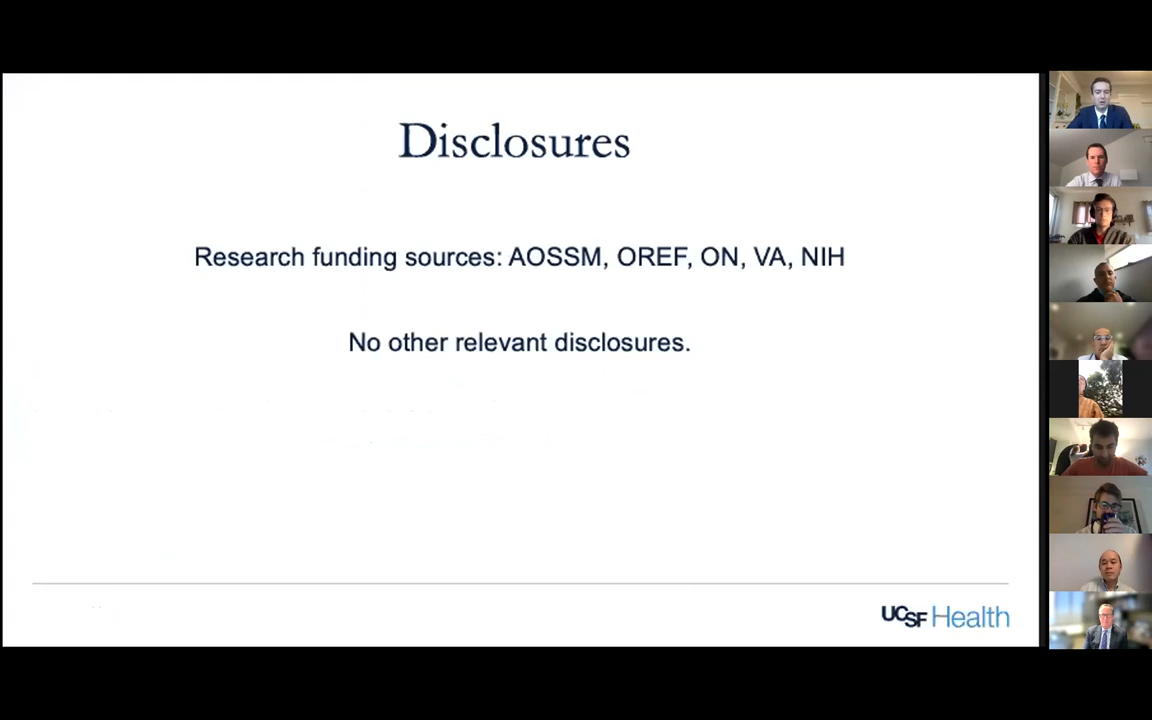 Disclosures
Research funding sources: AOSSM, OREF, ON, VA, NIH
No other relevant disclosures.
UCSF Health